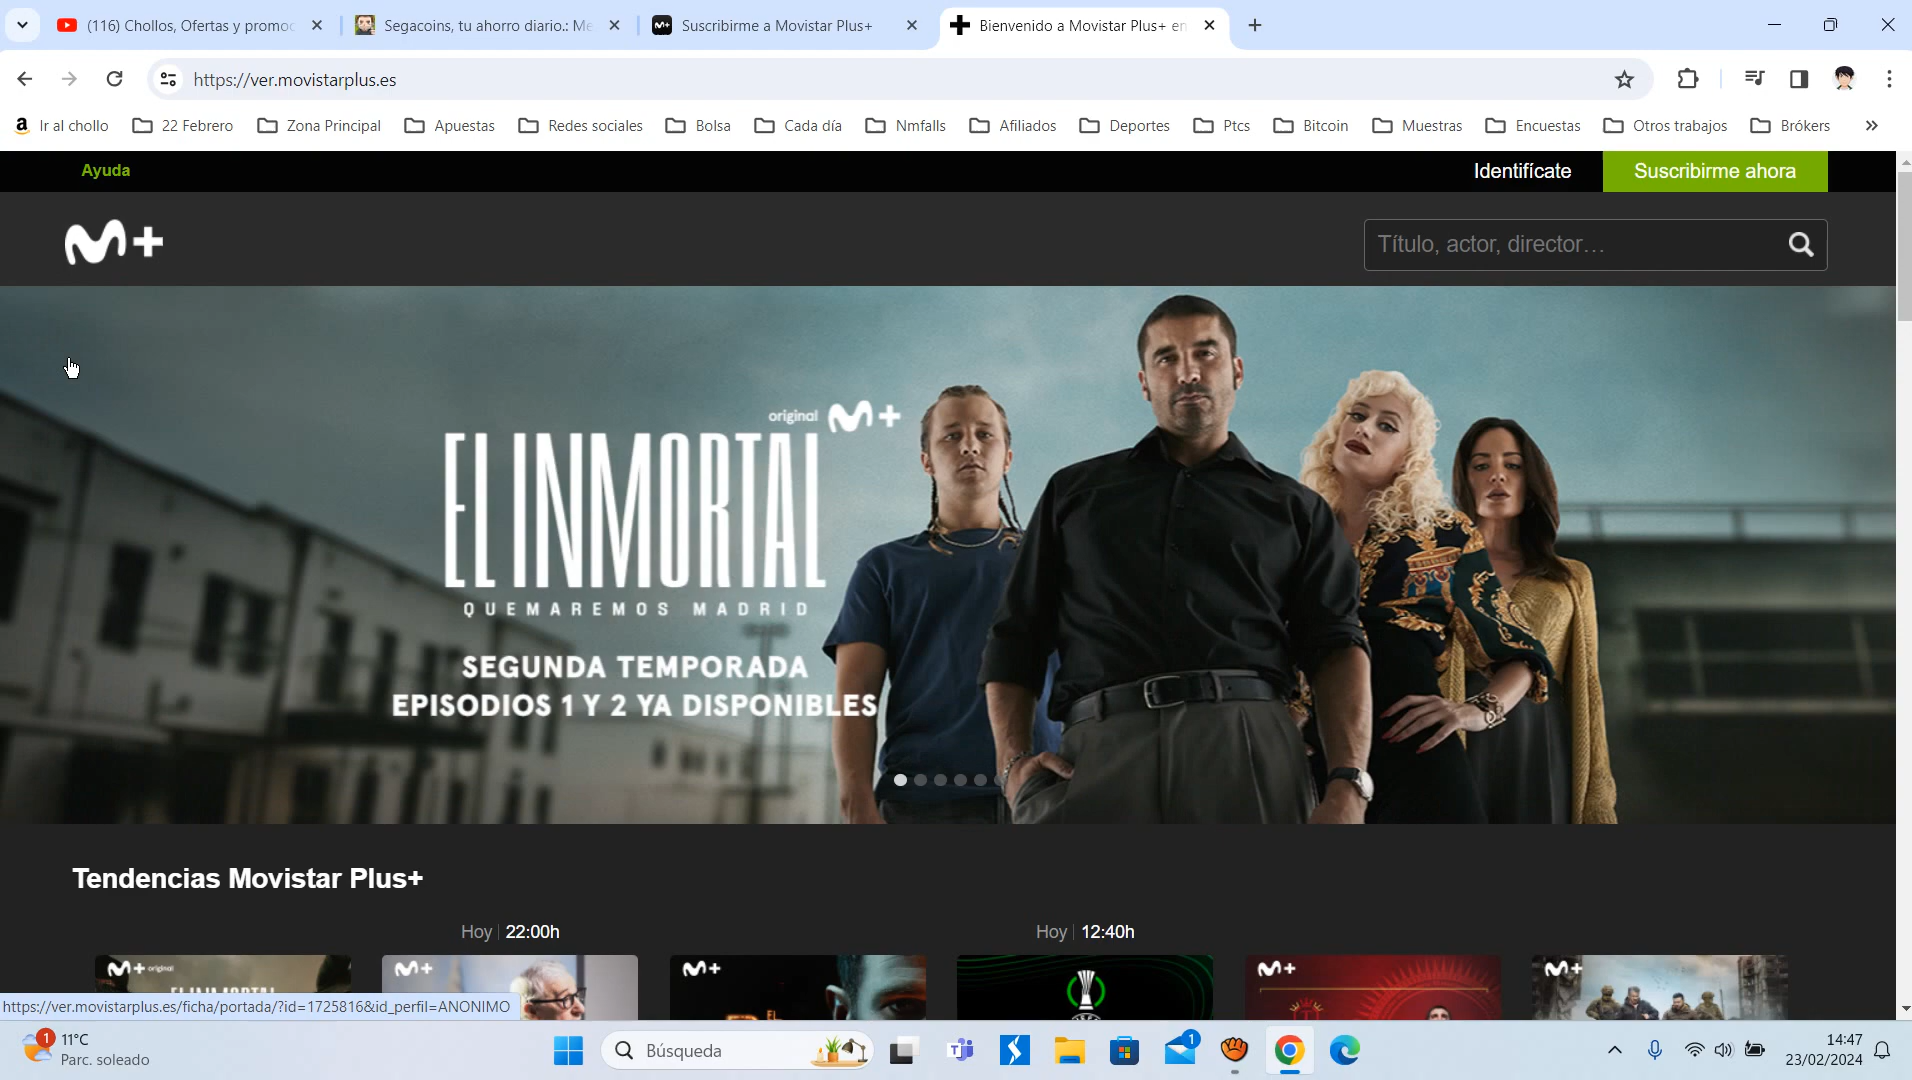 (116) Chollos, Ofertas y promoc
Segacoins, tu ahorro diario.: Me
Suscribirme a Movistar Plus+
Bienvenido a Movistar Plus+ en
https://ver.movistarplus.es
Ir al chollo
22 Febrero
Zona Principal
Apuestas
Redes sociales
Bolsa
Cada día
Nmfalls
Afiliados
Deportes
Ptcs
Bitcoin
Muestras
Encuestas
Otros trabajos
Brókers
Ayuda
Identifícate
Suscribirme ahora
M+
Título, actor, director...
original M+
EL INMORTAL
QUEMAREMOS MADRID
SEGUNDA TEMPORADA
EPISODIOS 1 Y 2 YA DISPONIBLES
Tendencias Movistar Plus+
Hoy | 22:00h
Hoy | 12:40h
M+ original
M+
M+
M+
M+
EL
https://ver.movistarplus.es/ficha/portada/?id=1725816&id_perfil=ANONIMO
1
11°C
Parc. soleado
Búsqueda
1
14:47
23/02/2024